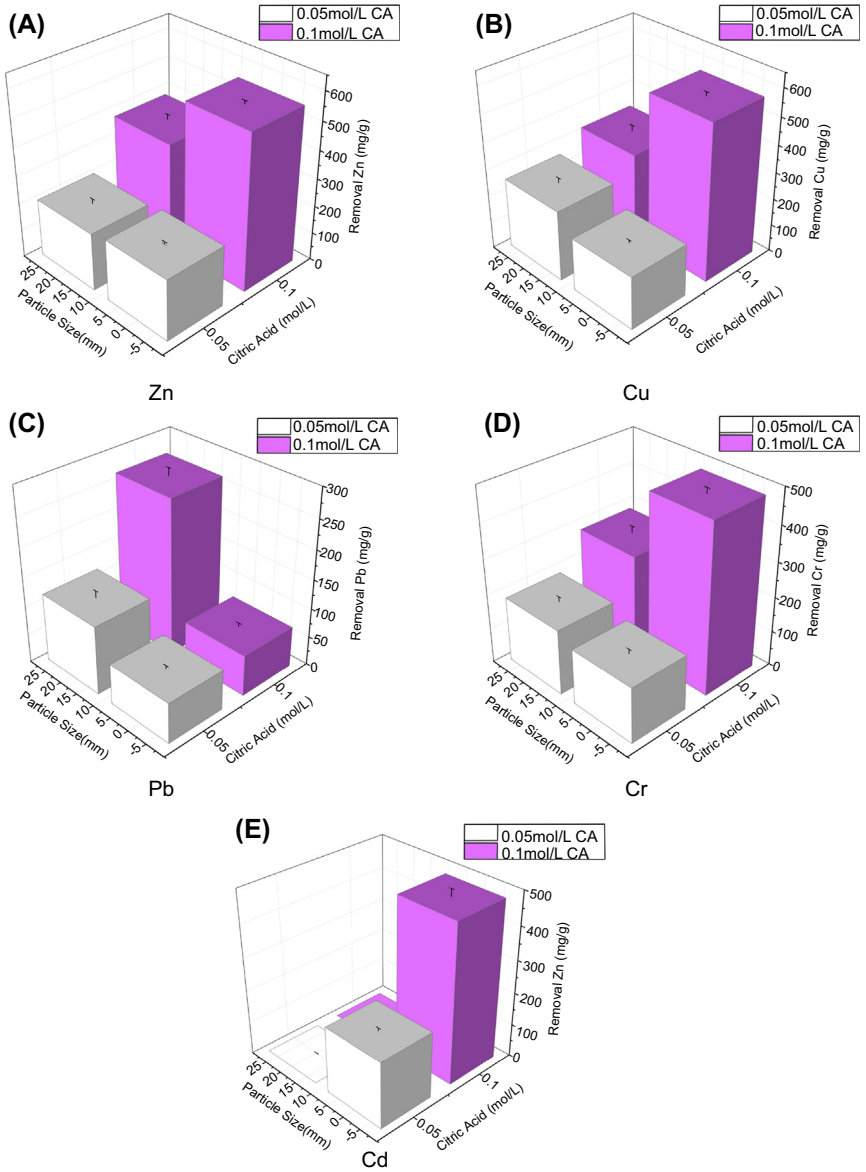 (A)
0.05mol/L CA
0.1mol/L CA
600
500
400
300
200
100
0
Removal Zn (mg/g)
25
20
15
10
5
0
-5
Particle Size(mm)
0.05
0.1
Citric Acid (mol/L)
Zn
(B)
0.05mol/L CA
0.1mol/L CA
600
500
400
300
200
100
0
Removal Cu (mg/g)
25
20
15
10
5
0
-5
Particle Size(mm)
0.05
0.1
Citric Acid (mol/L)
Cu
(C)
0.05mol/L CA
0.1mol/L CA
300
250
200
150
100
50
0
Removal Pb (mg/g)
25
20
15
10
5
0
-5
Particle Size(mm)
0.05
0.1
Citric Acid (mol/L)
Pb
(D)
0.05mol/L CA
0.1mol/L CA
500
400
300
200
100
0
Removal Cr (mg/g)
25
20
15
10
5
0
-5
Particle Size(mm)
0.05
0.1
Citric Acid (mol/L)
Cr
(E)
0.05mol/L CA
0.1mol/L CA
500
400
300
200
100
0
Removal Zn (mg/g)
25
20
15
10
5
0
-5
Particle Size(mm)
0.05
0.1
Citric Acid (mol/L)
Cd